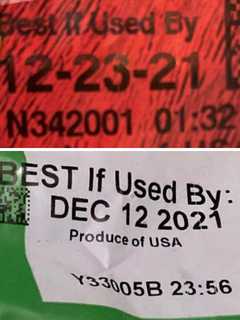 Best If Used By
12-23-21
N342001 01:32
BEST If Used By:
DEC 12 2021
Produce of USA
Y33005B 23:56